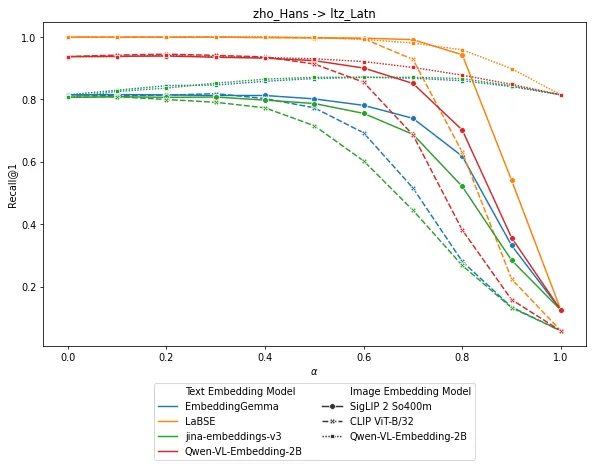 zho_Hans -> ltz_Latn
Recall@1
1.0
0.8
0.6
0.4
0.2
0.0 0.2 0.4 0.6 0.8 1.0
α
Text Embedding Model
EmbeddingGemma
LaBSE
jina-embeddings-v3
Qwen-VL-Embedding-2B
Image Embedding Model
SigLIP 2 So400m
CLIP ViT-B/32
Qwen-VL-Embedding-2B